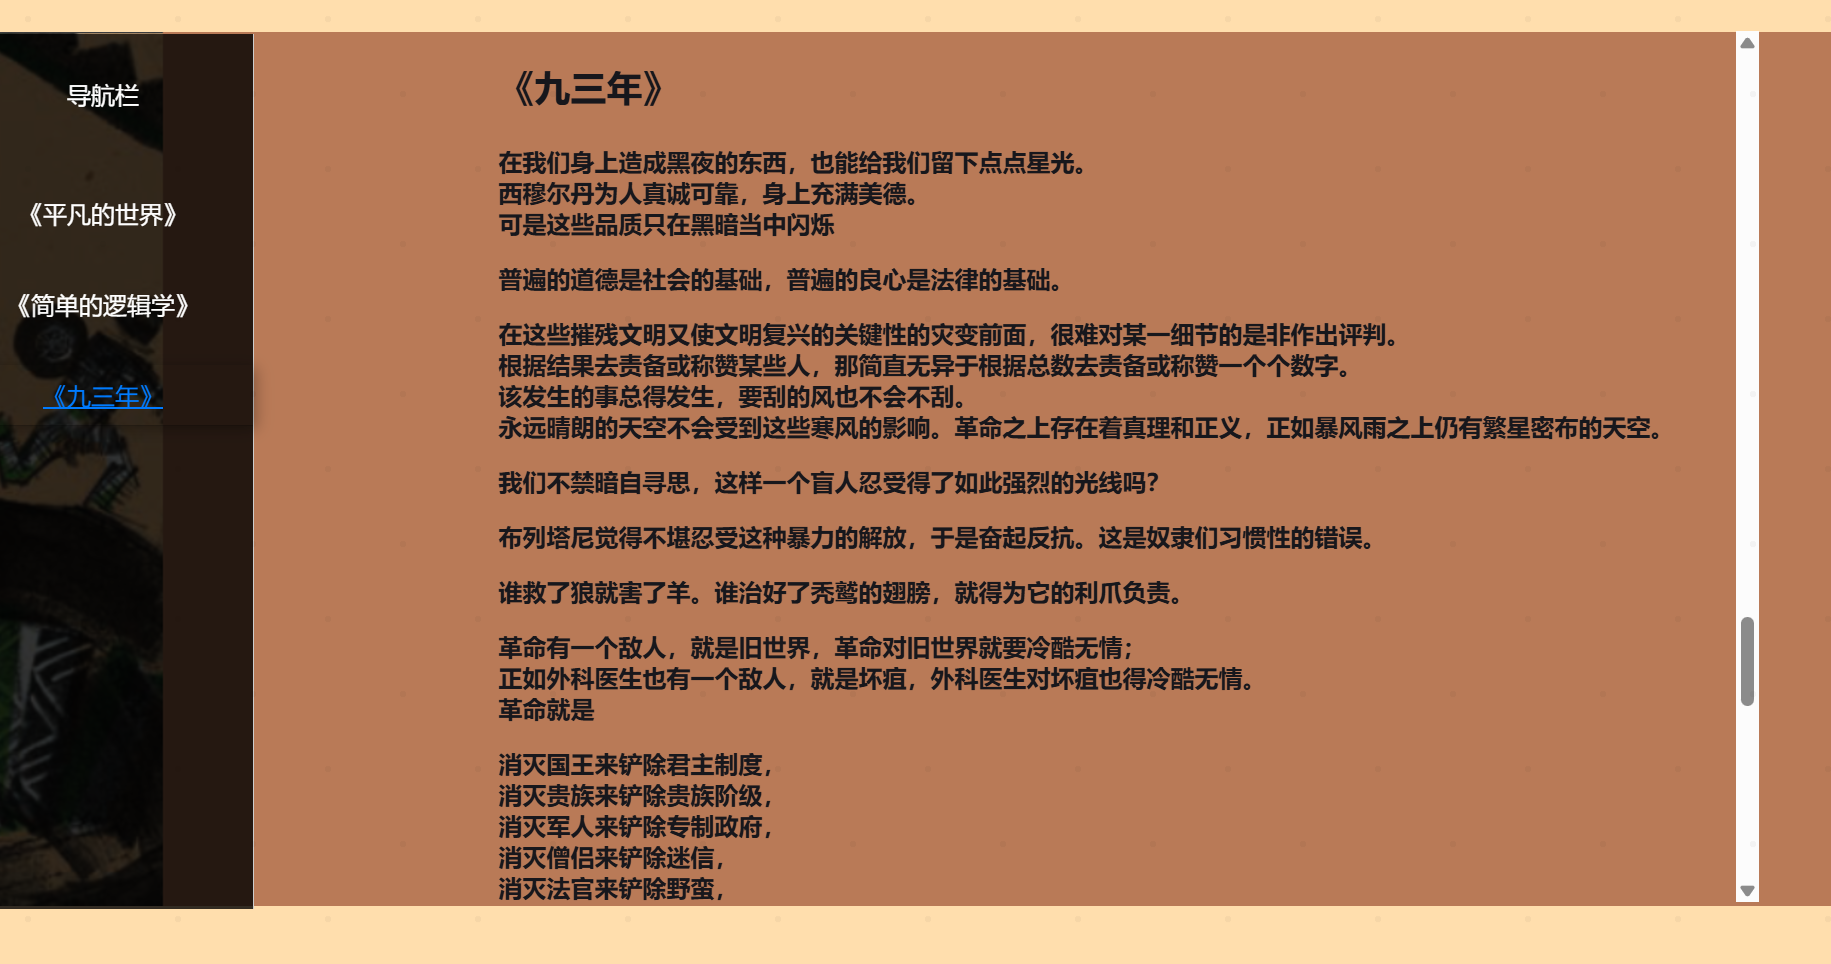 导航栏
《平凡的世界》
《简单的逻辑学》
《九三年》
《九三年》
在我们身上造成黑夜的东西，也能给我们留下点点星光。
西穆尔丹为人真诚可靠，身上充满美德。
可是这些品质只在黑暗当中闪烁
普遍的道德是社会的基础，普遍的良心是法律的基础。
在这些摧残文明又使文明复兴的关键性的灾变前面，很难对某一细节的是非作出评判。
根据结果去责备或称赞某些人，那简直无异于根据总数去责备或称赞一个个数字。
该发生的事总得发生，要刮的风也不会不刮。
永远晴朗的天空不会受到这些寒风的影响。革命之上存在着真理和正义，正如暴风雨之上仍有繁星密布的天空。
我们不禁暗自寻思，这样一个盲人忍受得了如此强烈的光线吗？
布列塔尼觉得不堪忍受这种暴力的解放，于是奋起反抗。这是奴隶们习惯性的错误。
谁救了狼就害了羊。谁治好了秃鹫的翅膀，就得为它的利爪负责。
革命有一个敌人，就是旧世界，革命对旧世界就要冷酷无情；
正如外科医生也有一个敌人，就是坏疽，外科医生对坏疽也得冷酷无情。
革命就是
消灭国王来铲除君主制度，
消灭贵族来铲除贵族阶级，
消灭军人来铲除专制政府，
消灭僧侣来铲除迷信，
消灭法官来铲除野蛮，